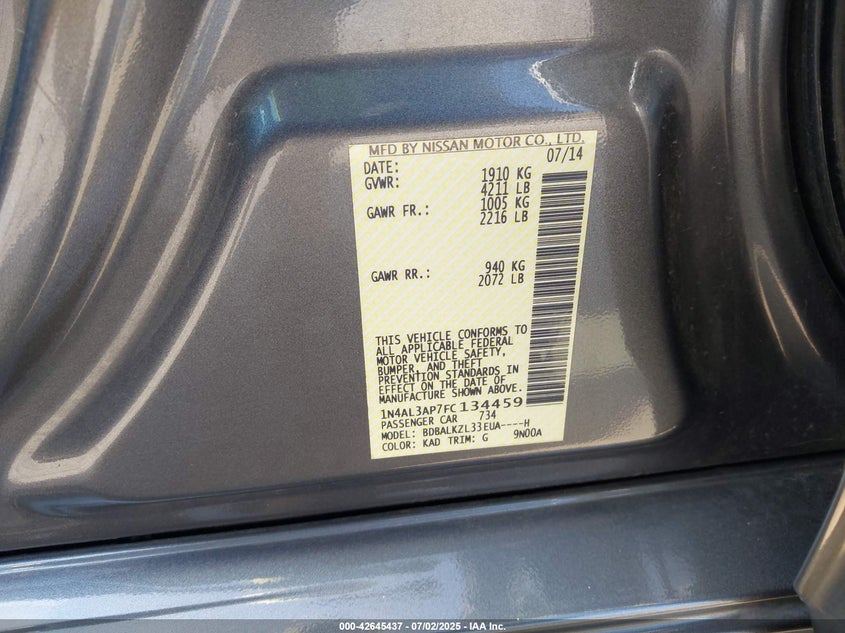 MFD BY NISSAN MOTOR CO., LTD.
DATE: 07/14
GVWR: 1910 KG
4211 LB
GAWR FR.: 1005 KG
2216 LB
GAWR RR.: 940 KG
2072 LB
THIS VEHICLE CONFORMS TO
ALL APPLICABLE FEDERAL
MOTOR VEHICLE SAFETY,
BUMPER, AND THEFT
PREVENTION STANDARDS IN
EFFECT ON THE DATE OF
MANUFACTURE SHOWN ABOVE.
1N4AL3AP7FC134459
PASSENGER CAR 734
MODEL: BDBALKZL33EUA----H
COLOR: KAD TRIM: G 9N00A
000-42645437 - 07/02/2025 - IAA Inc.